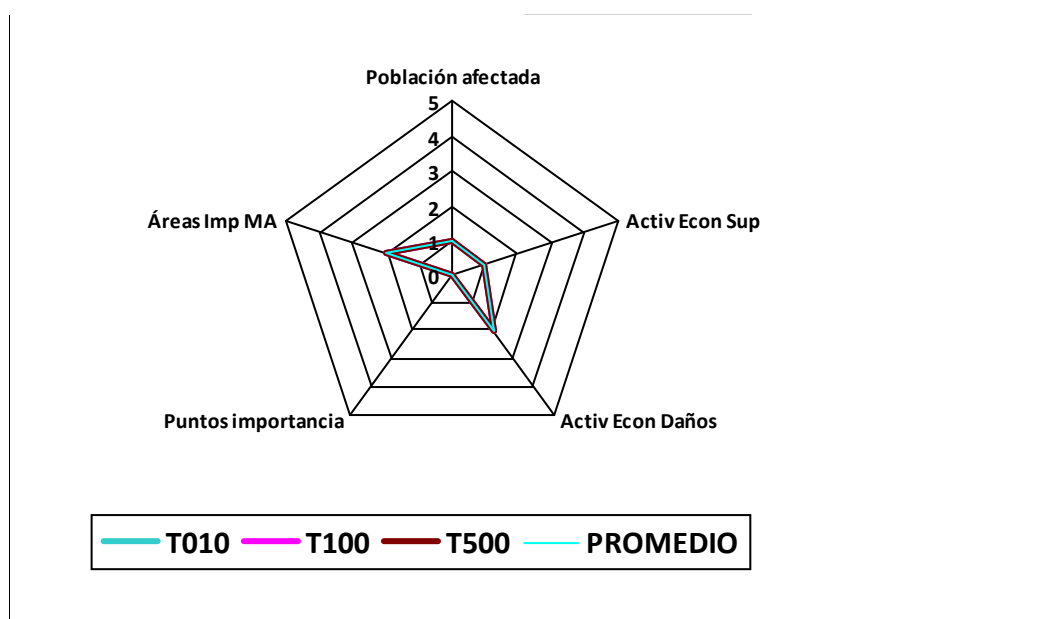 Población afectada
5
4
3
2
1
0
Áreas Imp MA
Activ Econ Sup
Puntos importancia
Activ Econ Daños
T010 T100 T500 PROMEDIO